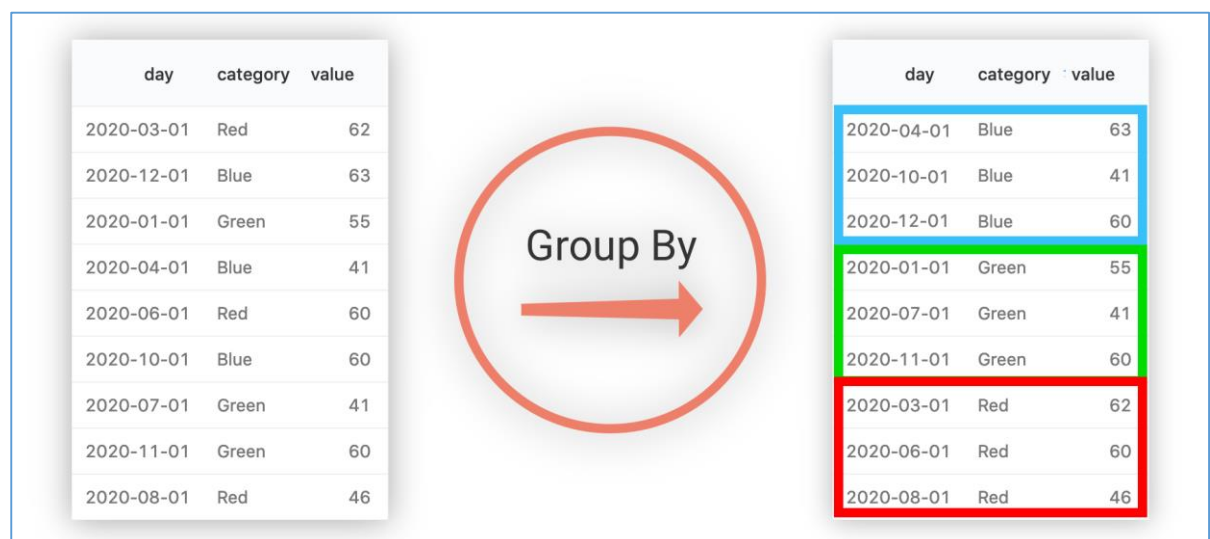 day category value
2020-03-01 Red 62
2020-12-01 Blue 63
2020-01-01 Green 55
2020-04-01 Blue 41
2020-06-01 Red 60
2020-10-01 Blue 60
2020-07-01 Green 41
2020-11-01 Green 60
2020-08-01 Red 46
Group By
day category value
2020-04-01 Blue 63
2020-10-01 Blue 41
2020-12-01 Blue 60
2020-01-01 Green 55
2020-07-01 Green 41
2020-11-01 Green 60
2020-03-01 Red 62
2020-06-01 Red 60
2020-08-01 Red 46